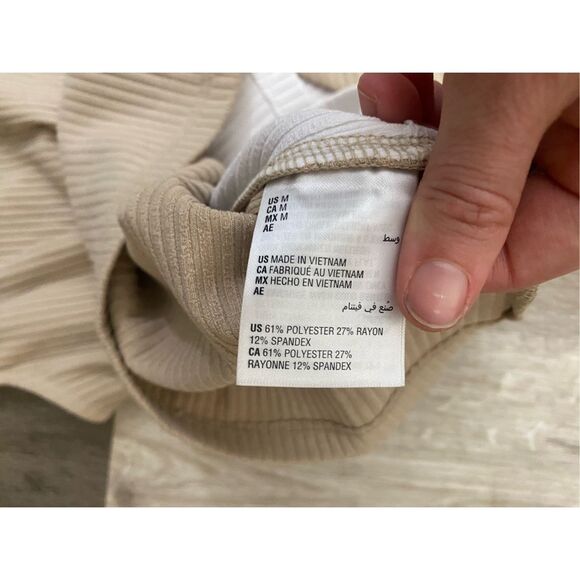 US M
CA M
MX M
AE
وسط
US MADE IN VIETNAM
CA FABRIQUÉ AU VIETNAM
MX HECHO EN VIETNAM
AE
صُنع في فيتنام
US 61% POLYESTER 27% RAYON
12% SPANDEX
CA 61% POLYESTER 27%
RAYONNE 12% SPANDEX